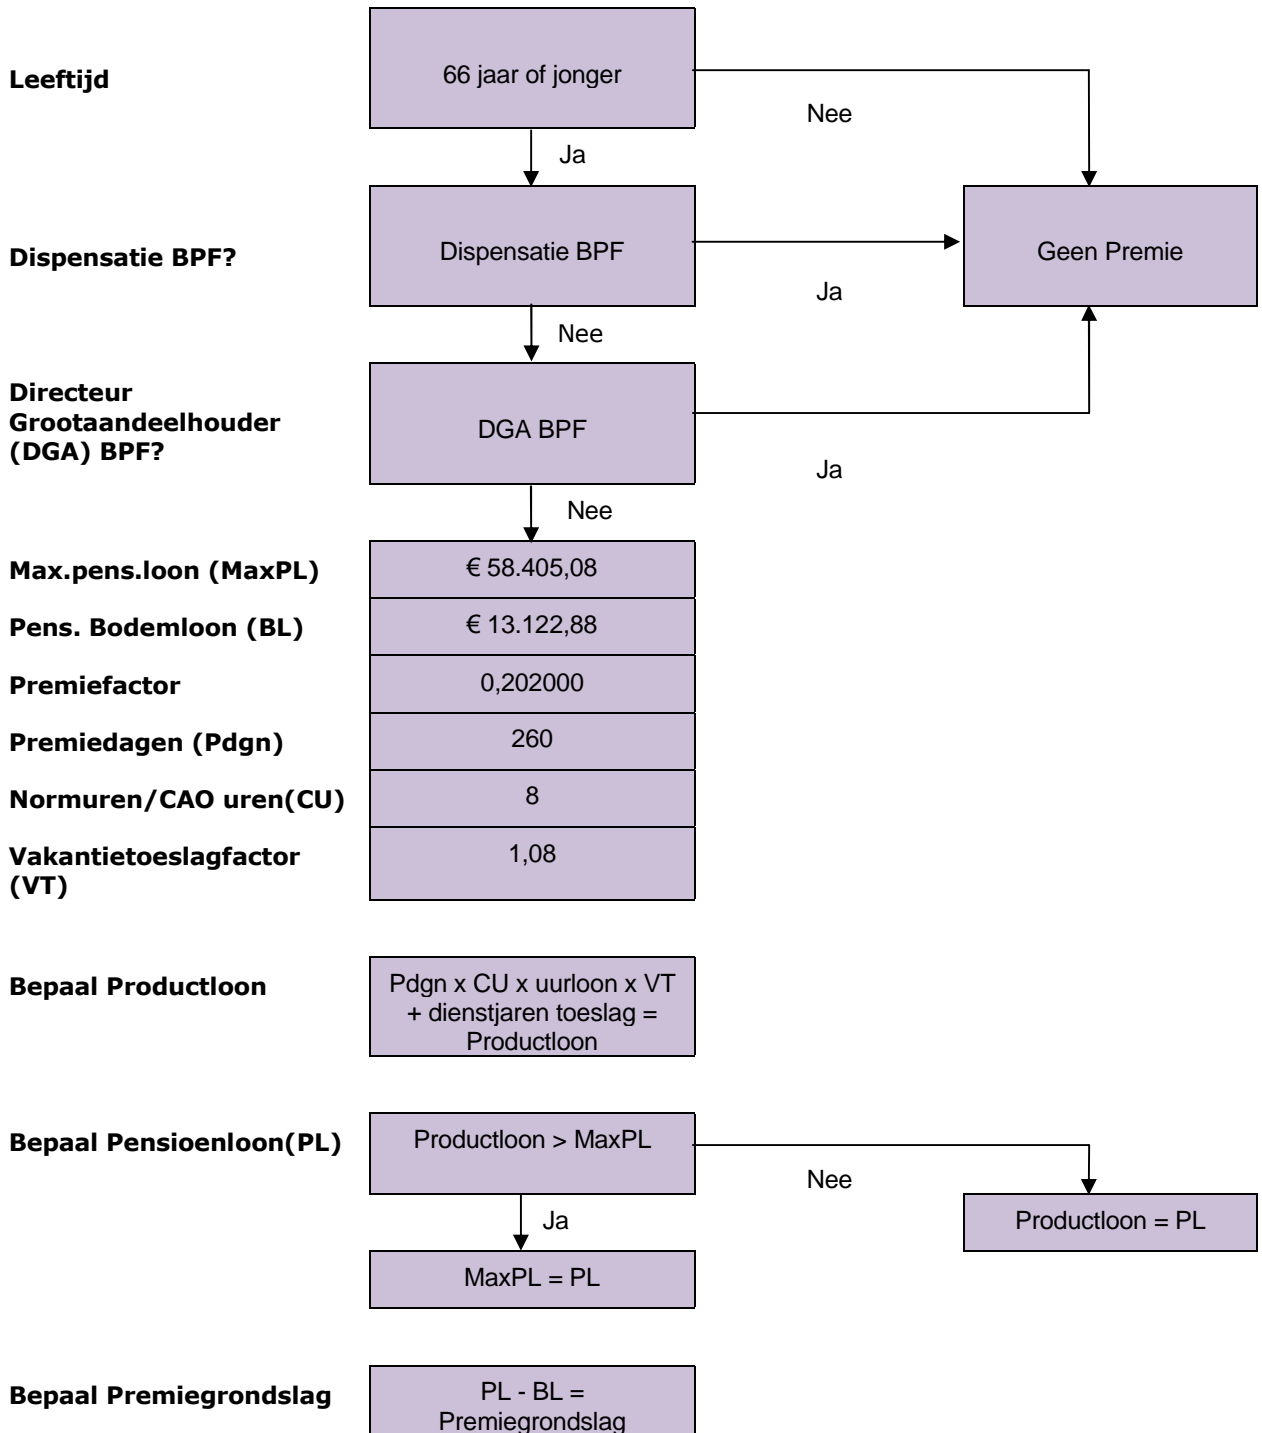 Leeftijd
66 jaar of jonger
Nee
Ja
Dispensatie BPF?
Dispensatie BPF
Geen Premie
Ja
Nee
Directeur
Grootaandeelhouder
(DGA) BPF?
DGA BPF
Ja
Nee
Max.pens.loon (MaxPL)
€ 58.405,08
Pens. Bodemloon (BL)
€ 13.122,88
Premiefactor
0,202000
Premiedagen (Pdgn)
260
Normuren/CAO uren(CU)
8
Vakantietoeslagfactor
(VT)
1,08
Bepaal Productloon
Pdgn x CU x uurloon x VT
+ dienstjaren toeslag =
Productloon
Bepaal Pensioenloon(PL)
Productloon > MaxPL
Nee
Productloon = PL
Ja
MaxPL = PL
Bepaal Premiegrondslag
PL - BL =
Premiegrondslag